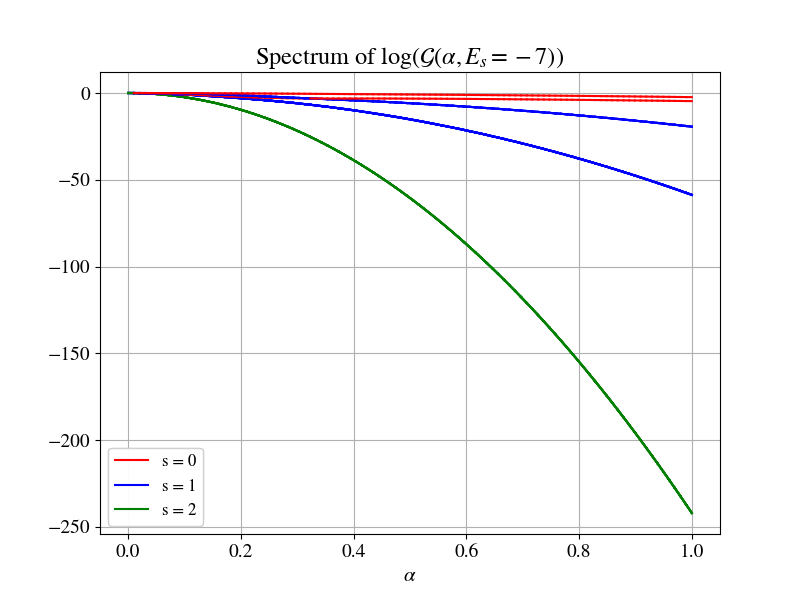 Spectrum of log(𝒢(α, E_s = −7))
0
−50
−100
−150
−200
−250
s = 0
s = 1
s = 2
0.0 0.2 0.4 0.6 0.8 1.0
α